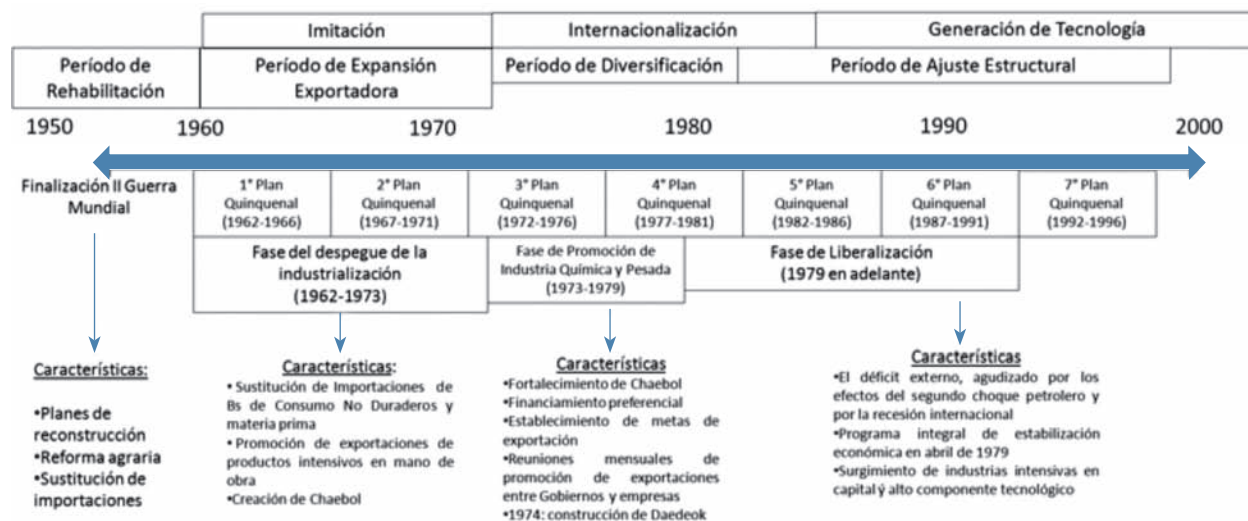 Imitación
Internacionalización
Generación de Tecnología
Período de
Rehabilitación
Período de Expansión
Exportadora
Período de Diversificación
Período de Ajuste Estructural
1950
1960
1970
1980
1990
2000
Finalización II Guerra
Mundial
1° Plan
Quinquenal
(1962-1966)
2° Plan
Quinquenal
(1967-1971)
3° Plan
Quinquenal
(1972-1976)
4° Plan
Quinquenal
(1977-1981)
5° Plan
Quinquenal
(1982-1986)
6° Plan
Quinquenal
(1987-1991)
7° Plan
Quinquenal
(1992-1996)
Fase del despegue de la
industrialización
(1962-1973)
Fase de Promoción de
Industria Química y Pesada
(1973-1979)
Fase de Liberalización
(1979 en adelante)
Características:
•Planes de
reconstrucción
•Reforma agraria
•Sustitución de
importaciones
Características:
•Sustitución de Importaciones de
Bs de Consumo No Duraderos y
materia prima
•Promoción de exportaciones de
productos intensivos en mano de
obra
•Creación de Chaebol
Características
•Fortalecimiento de Chaebol
•Financiamiento preferencial
•Establecimiento de metas de
exportación
•Reuniones mensuales de
promoción de exportaciones
entre Gobiernos y empresas
•1974: construcción de Daedeok
Características
•El déficit externo, agudizado por los
efectos del segundo choque petrolero y
por la recesión internacional
•Programa integral de estabilización
económica en abril de 1979
•Surgimiento de industrias intensivas en
capital y alto componente tecnológico